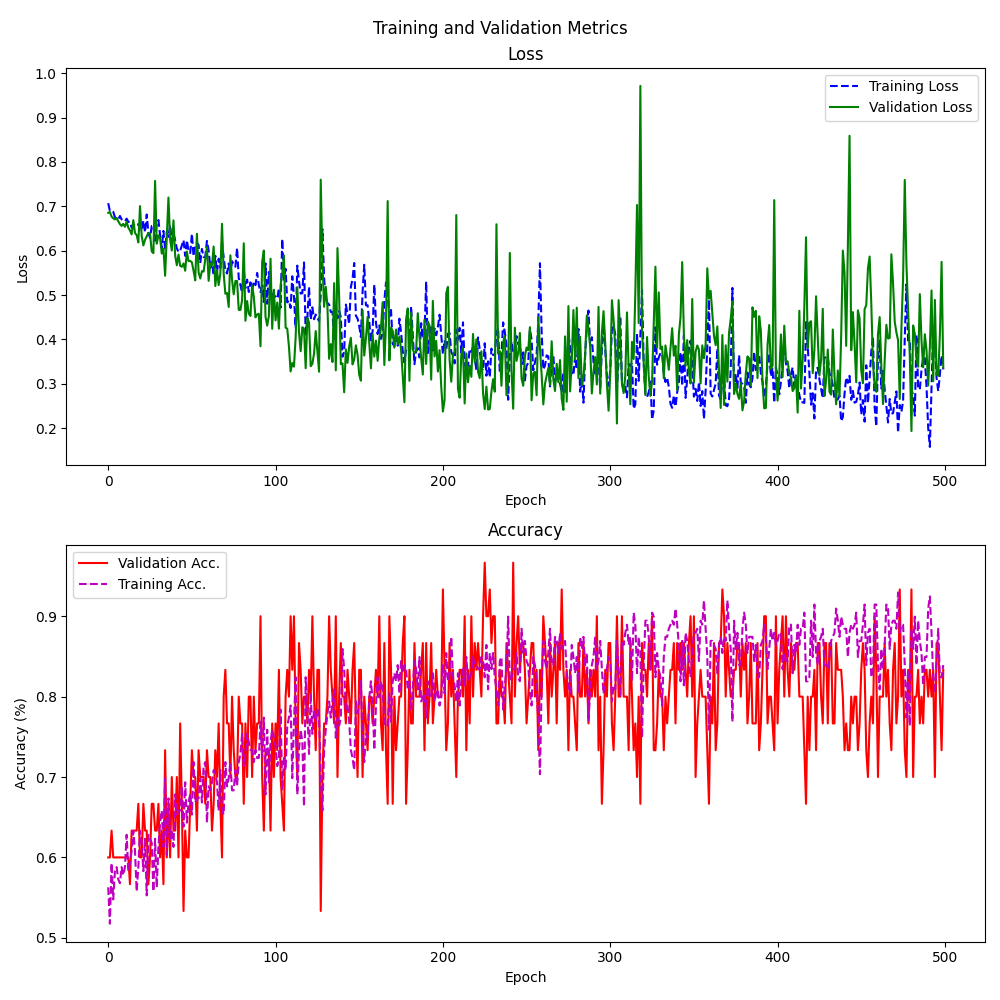 Training and Validation Metrics
Loss
1.0
0.9
0.8
0.7
0.6
0.5
0.4
0.3
0.2
Loss
Training Loss
Validation Loss
0 100 200 300 400 500
Epoch
Accuracy
0.9
0.8
0.7
0.6
0.5
Accuracy (%)
Validation Acc.
Training Acc.
0 100 200 300 400 500
Epoch